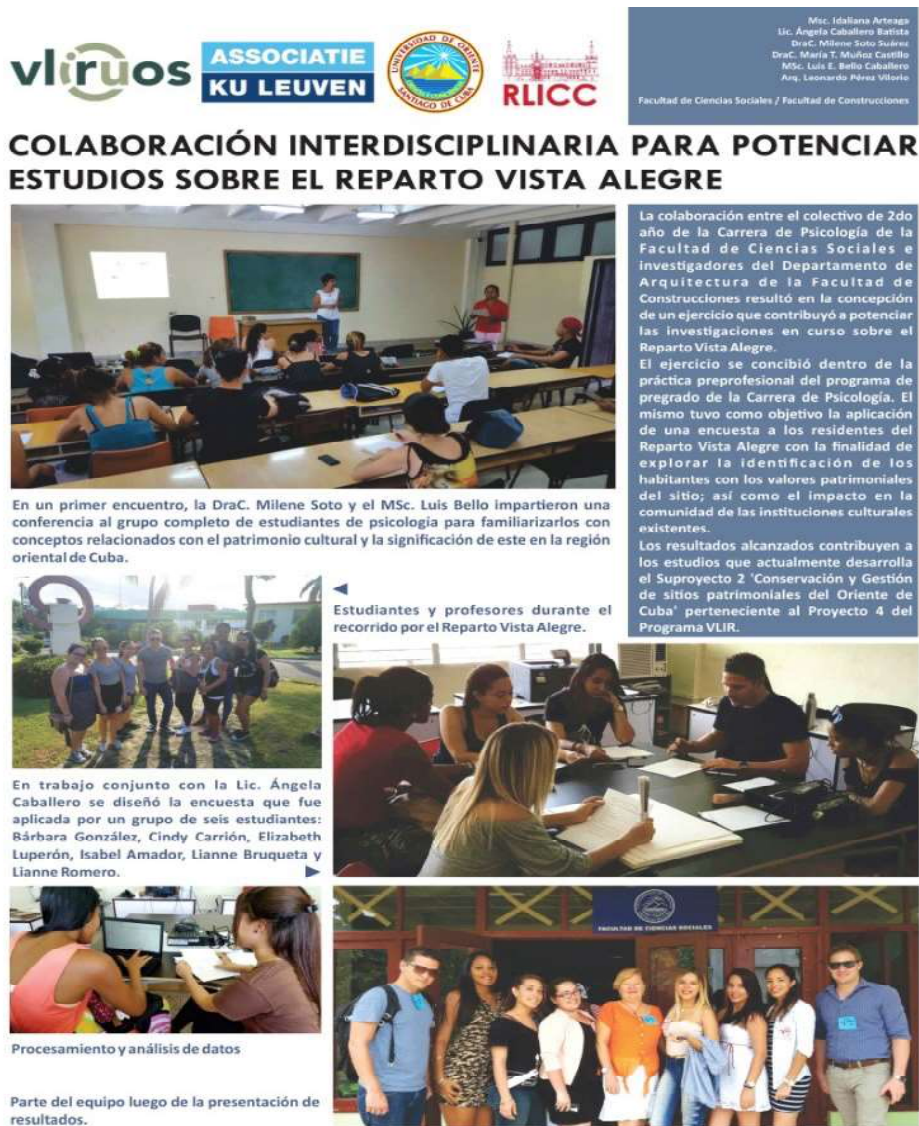 vliruos
ASSOCIATIE
KU LEUVEN
UNIVERSIDAD DE ORIENTE
SANTIAGO DE CUBA
RLICC
Msc. Idaliana Arteaga
Lic. Ángela Caballero Batista
DraC. Milene Soto Suárez
DraC. María T. Muñoz Castillo
MSc. Luis E. Bello Caballero
Arq. Leonardo Pérez Vilorio
Facultad de Ciencias Sociales / Facultad de Construcciones
COLABORACIÓN INTERDISCIPLINARIA PARA POTENCIAR
ESTUDIOS SOBRE EL REPARTO VISTA ALEGRE
La colaboración entre el colectivo de 2do
año de la Carrera de Psicología de la
Facultad de Ciencias Sociales e
investigadores del Departamento de
Arquitectura de la Facultad de
Construcciones resultó en la concepción
de un ejercicio que contribuyó a potenciar
las investigaciones en curso sobre el
Reparto Vista Alegre.
El ejercicio se concibió dentro de la
práctica preprofesional del programa de
pregrado de la Carrera de Psicología. El
mismo tuvo como objetivo la aplicación
de una encuesta a los residentes del
Reparto Vista Alegre con la finalidad de
explorar la identificación de los
habitantes con los valores patrimoniales
del sitio; así como el impacto en la
comunidad de las instituciones culturales
existentes.
Los resultados alcanzados contribuyen a
los estudios que actualmente desarrolla
el Suproyecto 2 'Conservación y Gestión
de sitios patrimoniales del Oriente de
Cuba' perteneciente al Proyecto 4 del
Programa VLIR.
En un primer encuentro, la DraC. Milene Soto y el MSc. Luis Bello impartieron una
conferencia al grupo completo de estudiantes de psicología para familiarizarlos con
conceptos relacionados con el patrimonio cultural y la significación de este en la región
oriental de Cuba.
Estudiantes y profesores durante el
recorrido por el Reparto Vista Alegre.
En trabajo conjunto con la Lic. Ángela
Caballero se diseñó la encuesta que fue
aplicada por un grupo de seis estudiantes:
Bárbara González, Cindy Carrión, Elizabeth
Luperón, Isabel Amador, Lianne Bruqueta y
Lianne Romero.
FACULTAD DE CIENCIAS SOCIALES
Procesamiento y análisis de datos
Parte del equipo luego de la presentación de
resultados.